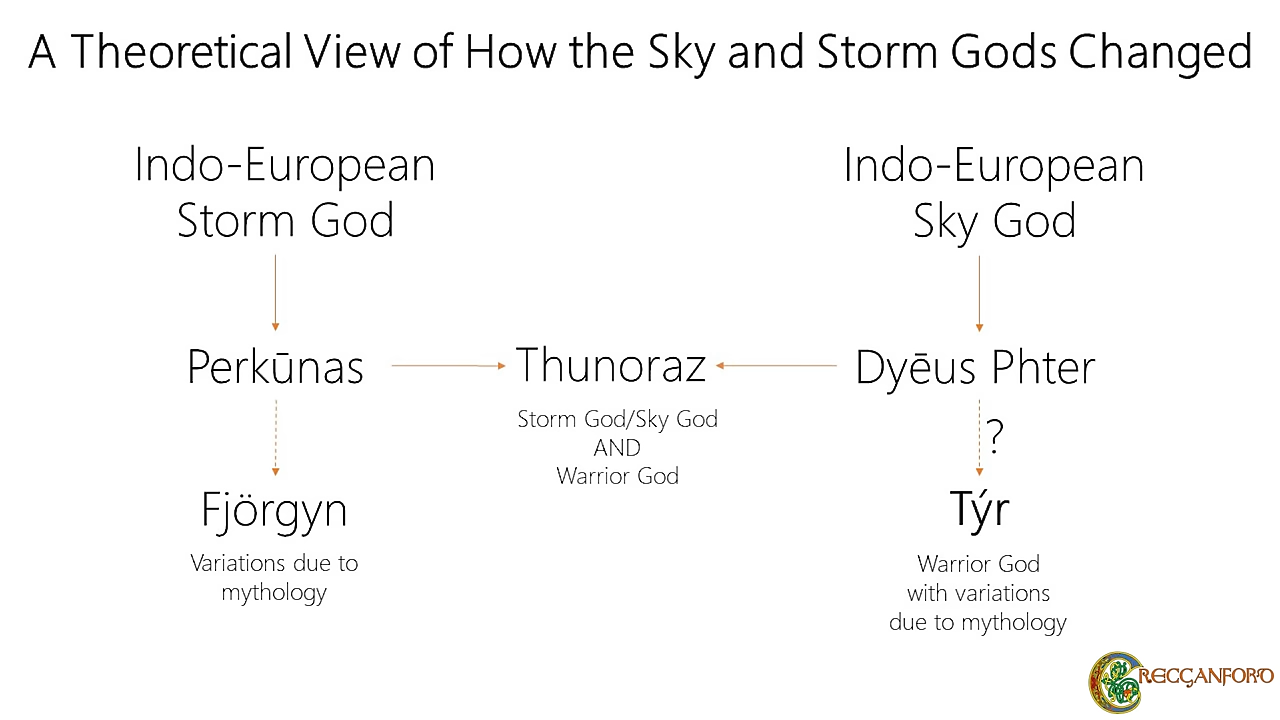 A Theoretical View of How the Sky and Storm Gods Changed
Indo-European
Storm God
Indo-European
Sky God
Perkūnas
Thunoraz
Dyēus Phter
Storm God/Sky God
AND
Warrior God
?
Fjörgyn
Týr
Variations due to
mythology
Warrior God
with variations
due to mythology
CRECGANFORD